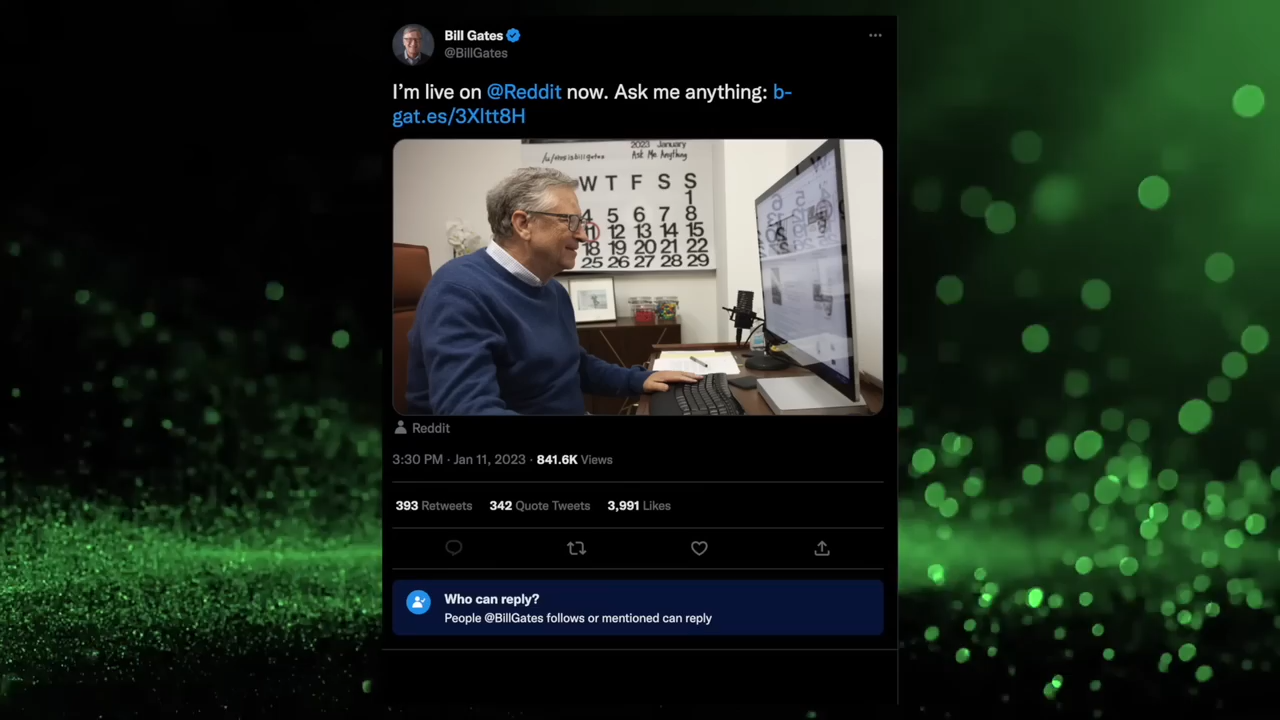 Bill Gates
@BillGates
I'm live on @Reddit now. Ask me anything: b-
gat.es/3Xltt8H
2023 January
/u/thisisbillgates Ask Me Anything
W T F S S
1
4 5 6 7 8
11 12 13 14 15
18 19 20 21 22
25 26 27 28 29
Reddit
3:30 PM · Jan 11, 2023 · 841.6K Views
393 Retweets 342 Quote Tweets 3,991 Likes
Who can reply?
People @BillGates follows or mentioned can reply